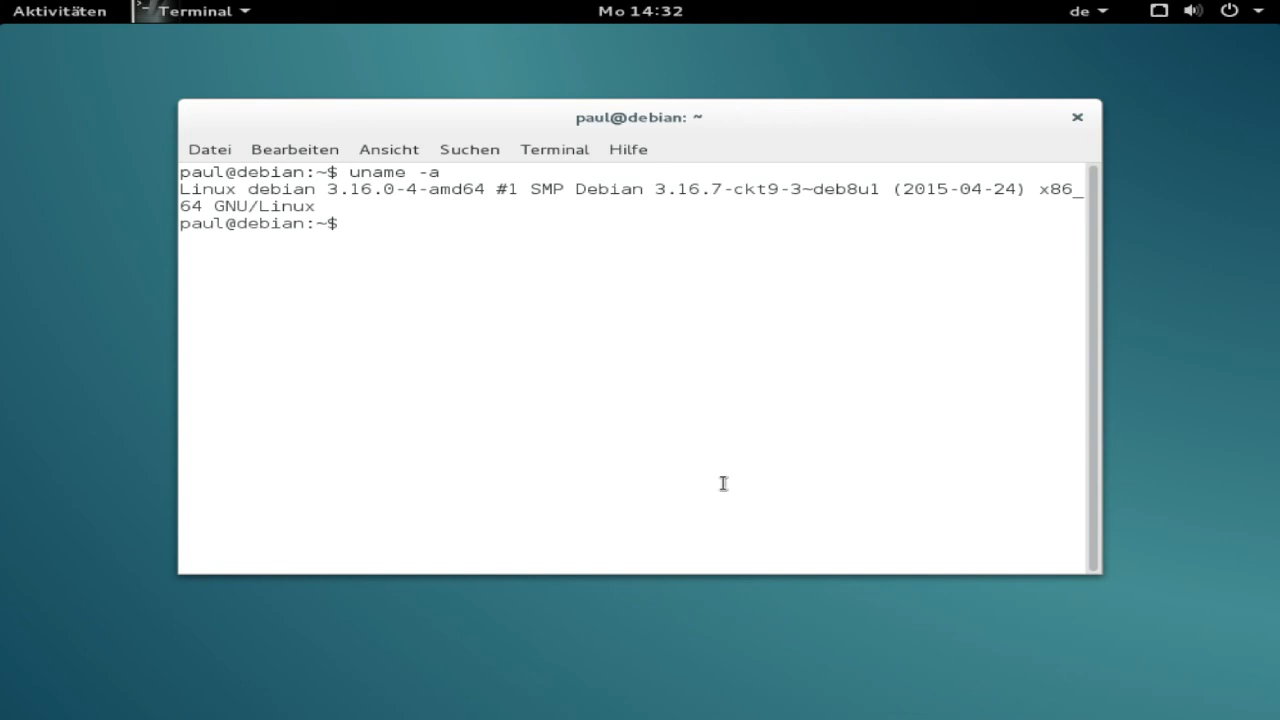 Aktivitäten Terminal Mo 14:32 de
paul@debian: ~
Datei Bearbeiten Ansicht Suchen Terminal Hilfe
paul@debian:~$ uname -a
Linux debian 3.16.0-4-amd64 #1 SMP Debian 3.16.7-ckt9-3~deb8u1 (2015-04-24) x86_
64 GNU/Linux
paul@debian:~$